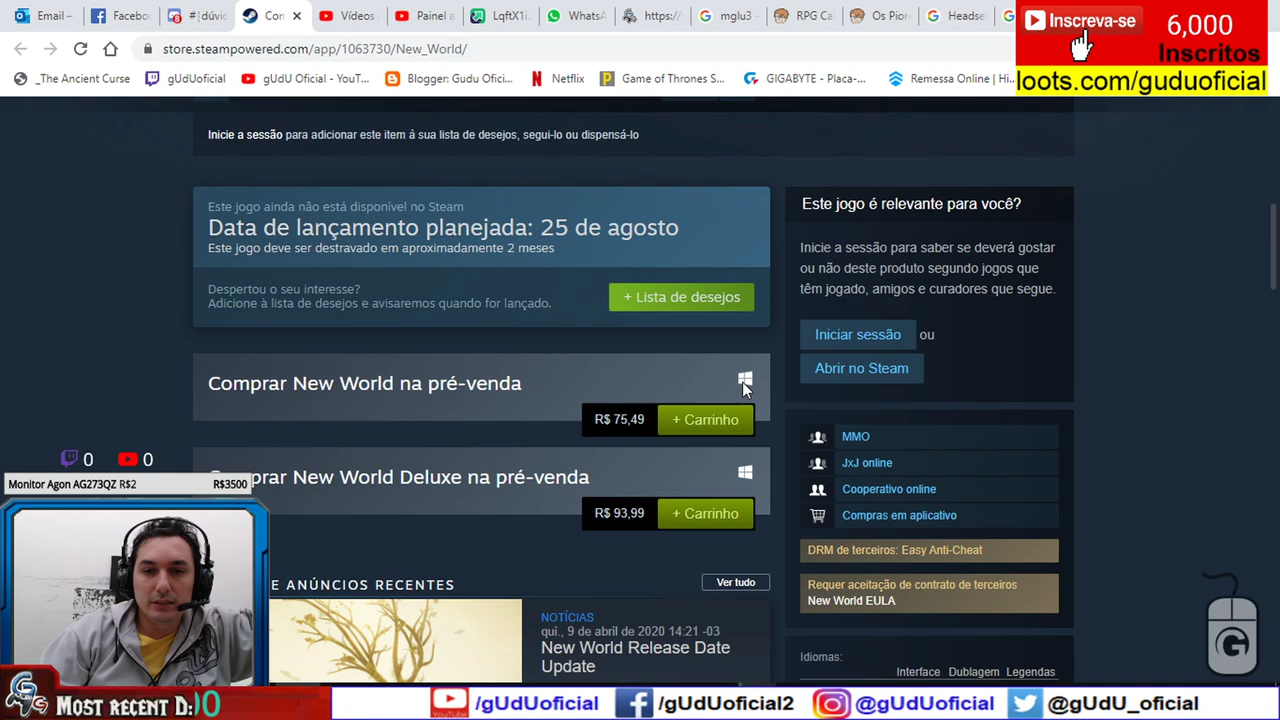 Email –
Facebo
#┊dúvic
Con
Vídeos
Painel a
LqftX1i
WhatsA
https:/
mglu3 -
RPG Ca
Os Pior
Headse
Inscreva-se
6,000
Inscritos
loots.com/guduoficial
store.steampowered.com/app/1063730/New_World/
_The Ancient Curse
gUdUoficial
gUdU Oficial - YouT...
Blogger: Gudu Ofici...
Netflix
Game of Thrones S...
GIGABYTE - Placa-...
Remessa Online | Hi...
Inicie a sessão para adicionar este item à sua lista de desejos, segui-lo ou dispensá-lo
Este jogo ainda não está disponível no Steam
Data de lançamento planejada: 25 de agosto
Este jogo deve ser destravado em aproximadamente 2 meses
Despertou o seu interesse?
Adicione à lista de desejos e avisaremos quando for lançado.
+ Lista de desejos
Comprar New World na pré-venda
R$ 75,49
+ Carrinho
prar New World Deluxe na pré-venda
R$ 93,99
+ Carrinho
E ANÚNCIOS RECENTES
Ver tudo
NOTÍCIAS
qui., 9 de abril de 2020 14:21 -03
New World Release Date
Update
Este jogo é relevante para você?
Inicie a sessão para saber se deverá gostar
ou não deste produto segundo jogos que
têm jogado, amigos e curadores que segue.
Iniciar sessão ou
Abrir no Steam
MMO
JxJ online
Cooperativo online
Compras em aplicativo
DRM de terceiros: Easy Anti-Cheat
Requer aceitação de contrato de terceiros
New World EULA
Idiomas:
Interface Dublagem Legendas
0
0
Monitor Agon AG273QZ R$2
R$3500
Most recent D:
/gUdUoficial
/gUdUoficial2
@gUdUoficial
@gUdU_oficial